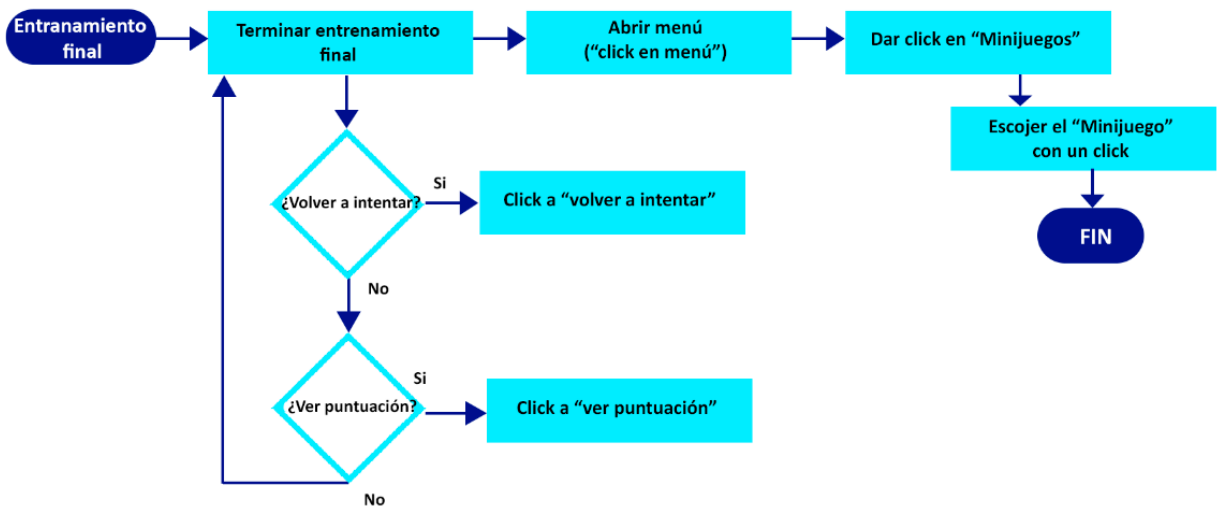 Entranamiento
final
Terminar entrenamiento
final
Abrir menú
(“click en menú”)
Dar click en “Minijuegos”
Escojer el “Minijuego”
con un click
FIN
¿Volver a intentar?
Si
Click a “volver a intentar”
No
¿Ver puntuación?
Si
Click a “ver puntuación”
No